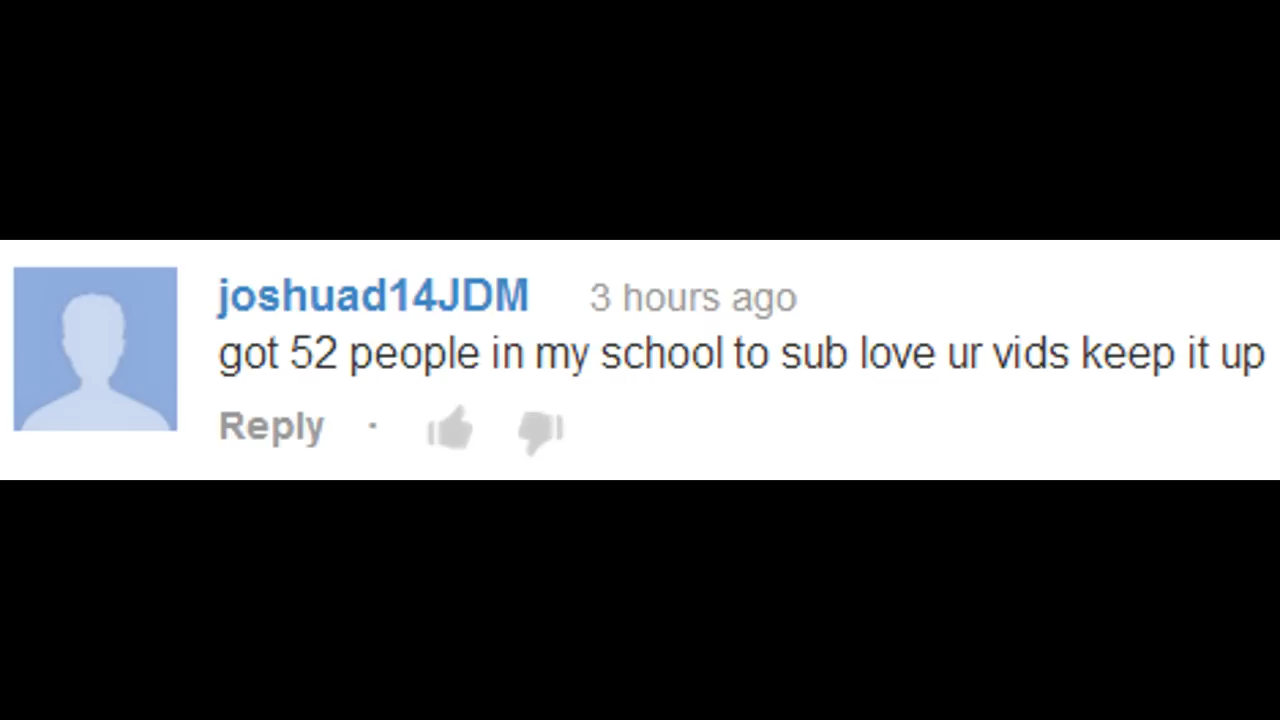 joshuad14JDM 3 hours ago
got 52 people in my school to sub love ur vids keep it up
Reply ·